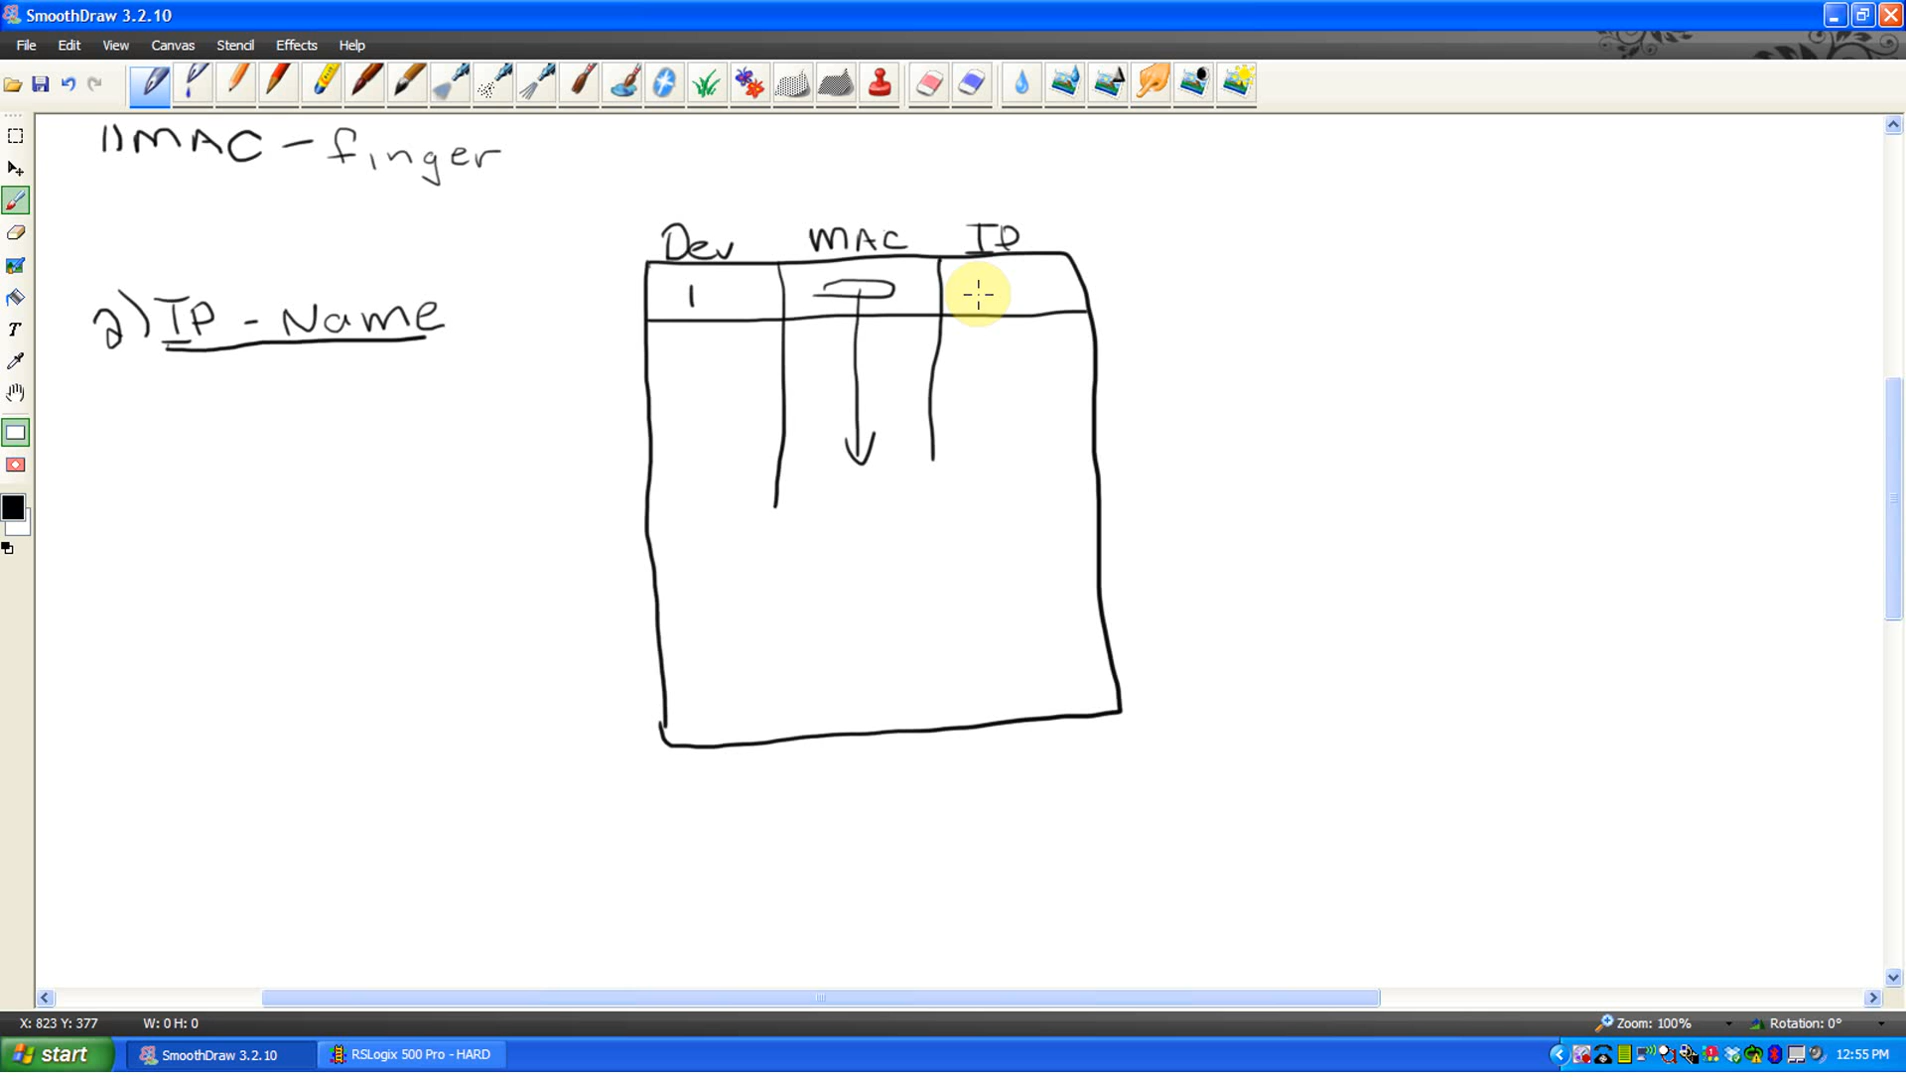 SmoothDraw 3.2.10
File Edit View Canvas Stencil Effects Help
1) MAC - finger
Dev MAC IP
1
2) IP - Name
X: 823 Y: 377 W: 0 H: 0 Zoom: 100% Rotation: 0°
start SmoothDraw 3.2.10 RSLogix 500 Pro - HARD 12:55 PM